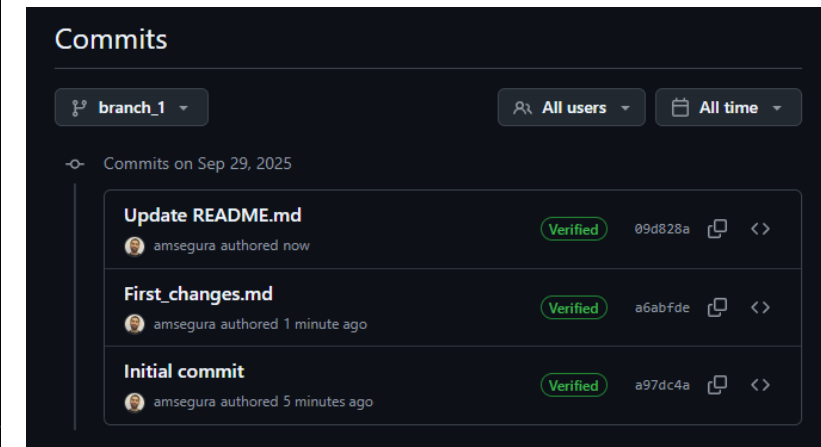 Commits
branch_1
All users
All time
Commits on Sep 29, 2025
Update README.md
Verified
09d828a
amsegura authored now
First_changes.md
Verified
a6abfde
amsegura authored 1 minute ago
Initial commit
Verified
a97dc4a
amsegura authored 5 minutes ago